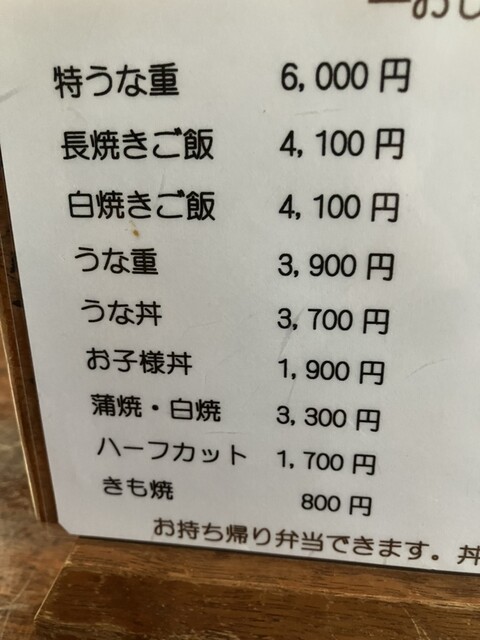 おし
特うな重 6,000円
長焼きご飯 4,100円
白焼きご飯 4,100円
うな重 3,900円
うな丼 3,700円
お子様丼 1,900円
蒲焼・白焼 3,300円
ハーフカット 1,700円
きも焼 800円
お持ち帰り弁当できます。丼